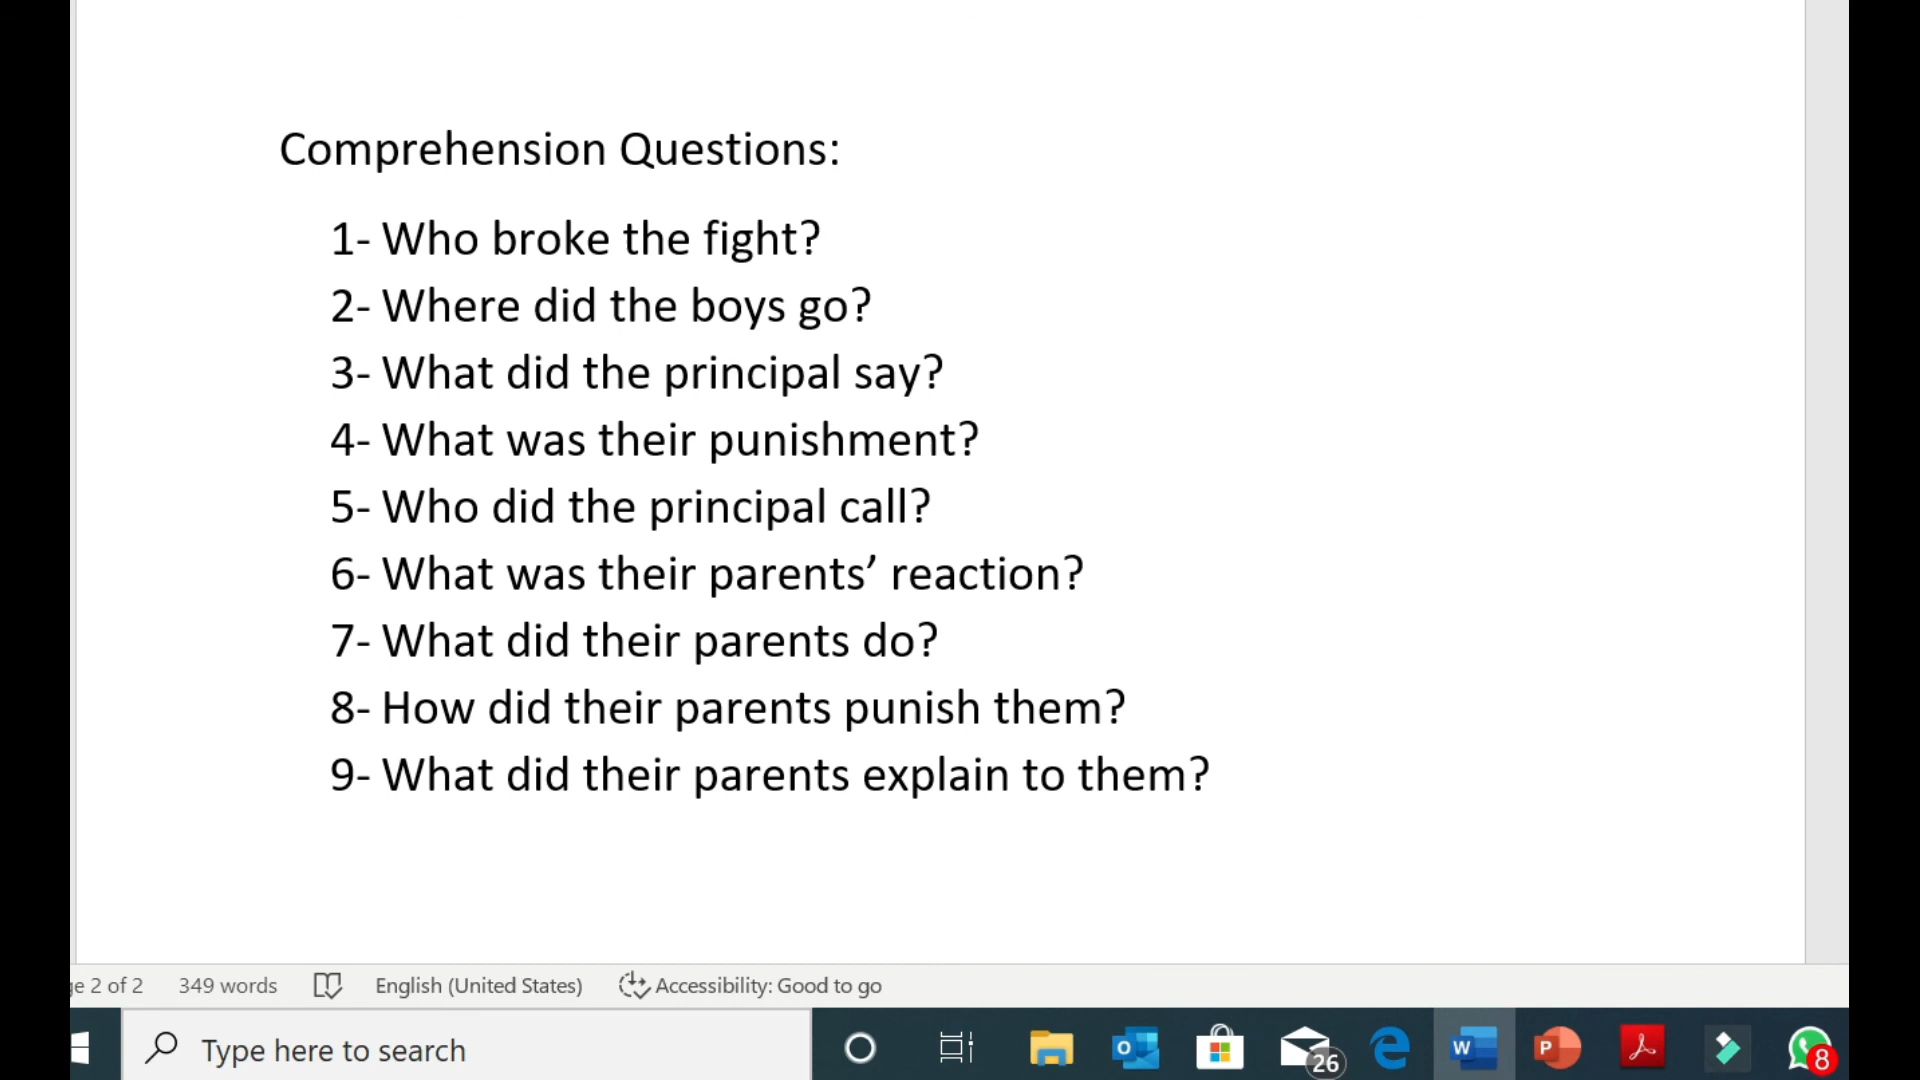 Comprehension Questions:
1- Who broke the fight?
2- Where did the boys go?
3- What did the principal say?
4- What was their punishment?
5- Who did the principal call?
6- What was their parents’ reaction?
7- What did their parents do?
8- How did their parents punish them?
9- What did their parents explain to them?
ge 2 of 2 349 words English (United States) Accessibility: Good to go
Type here to search O 26 W P 8